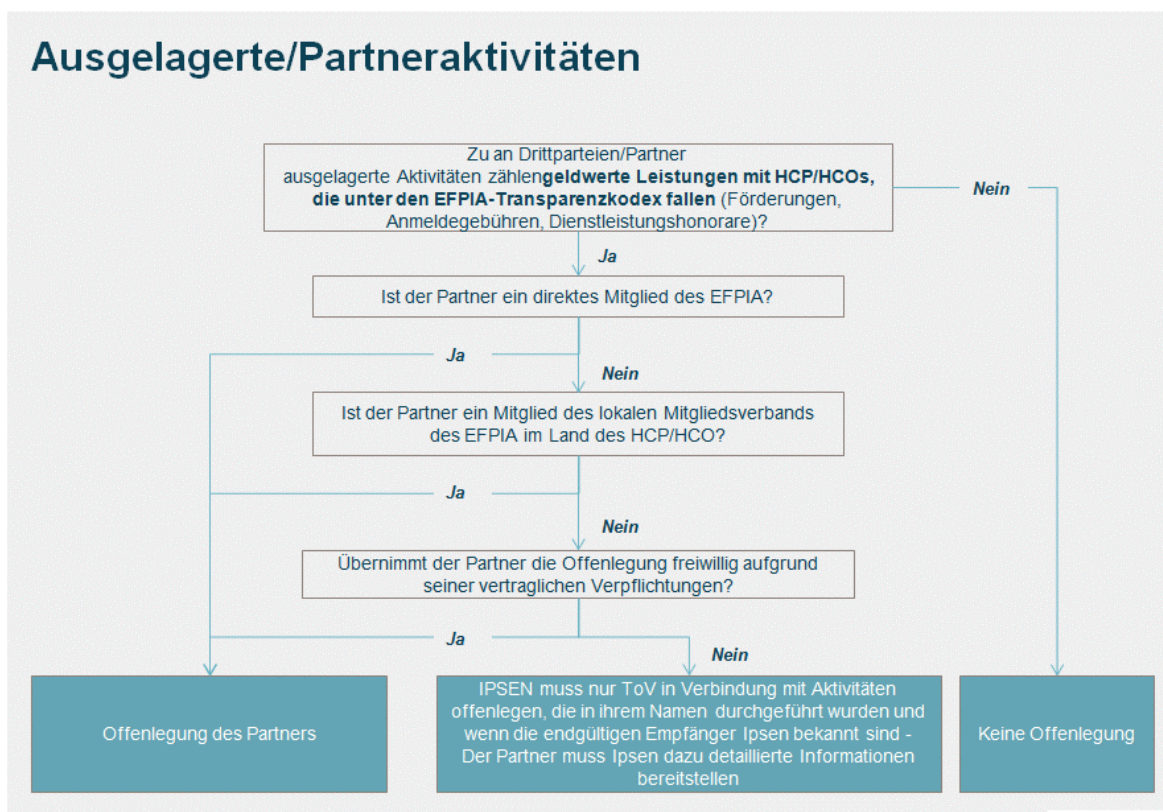 Ausgelagerte/Partneraktivitäten
Zu an Drittparteien/Partner
ausgelagerte Aktivitäten zählengeldwerte Leistungen mit HCP/HCOs,
die unter den EFPIA-Transparenzkodex fallen (Förderungen,
Anmeldegebühren, Dienstleistungshonorare)?
Nein
Ja
Ist der Partner ein direktes Mitglied des EFPIA?
Ja
Nein
Ist der Partner ein Mitglied des lokalen Mitgliedsverbands
des EFPIA im Land des HCP/HCO?
Ja
Nein
Übernimmt der Partner die Offenlegung freiwillig aufgrund
seiner vertraglichen Verpflichtungen?
Ja
Nein
Offenlegung des Partners
IPSEN muss nur ToV in Verbindung mit Aktivitäten
offenlegen, die in ihrem Namen durchgeführt wurden und
wenn die endgültigen Empfänger Ipsen bekannt sind -
Der Partner muss Ipsen dazu detaillierte Informationen
bereitstellen
Keine Offenlegung